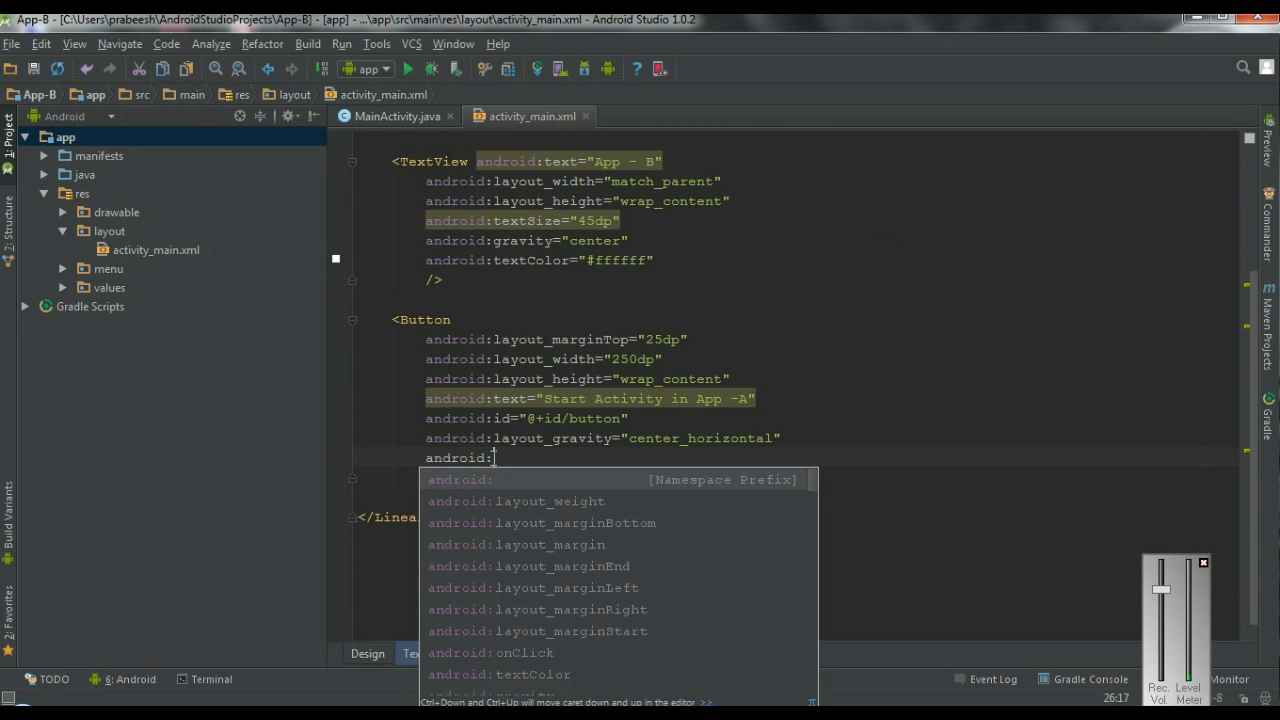 App-B] - [C:\Users\prabeesh\AndroidStudioProjects\App-B] - [app] - ...\app\src\main\res\layout\activity_main.xml - Android Studio 1.0.2
File Edit View Navigate Code Analyze Refactor Build Run Tools VCS Window Help
app
App-B app src main res layout activity_main.xml
Android
MainActivity.java
activity_main.xml
1: Project
7: Structure
Build Variants
2: Favorites
app
manifests
java
res
drawable
layout
activity_main.xml
menu
values
Gradle Scripts
<TextView android:text="App - B"
android:layout_width="match_parent"
android:layout_height="wrap_content"
android:textSize="45dp"
android:gravity="center"
android:textColor="#ffffff"
/>
<Button
android:layout_marginTop="25dp"
android:layout_width="250dp"
android:layout_height="wrap_content"
android:text="Start Activity in App -A"
android:id="@+id/button"
android:layout_gravity="center_horizontal"
android:
android: [Namespace Prefix]
android:layout_weight
android:layout_marginBottom
android:layout_margin
android:layout_marginEnd
android:layout_marginLeft
android:layout_marginRight
android:layout_marginStart
android:onClick
android:textColor
Ctrl+Down and Ctrl+Up will move caret down and up in the editor >>
π
</Linea
Design Te
Preview
Commander
Maven Projects
Gradle
TODO 6: Android Terminal Event Log Gradle Console Monitor
26:17 -8
Rec. Vol.
Level Meter